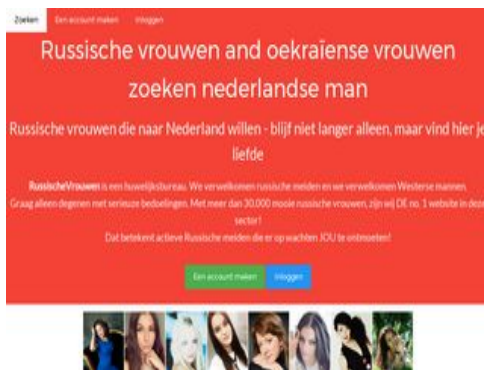 Zoeken Een account maken Inloggen
Russische vrouwen and oekraïense vrouwen
zoeken nederlandse man
Russische vrouwen die naar Nederland willen - blijf niet langer alleen, maar vind hier je
liefde
RussischeVrouwen is een huwelijksbureau. We verwelkomen russische meiden en we verwelkomen Westerse mannen.
Graag alleen degenen met serieuze bedoelingen. Met meer dan 30.000 mooie russische vrouwen, zijn wij DE no. 1 website in deze
sector!
Dat betekent actieve Russische meiden die er op wachten JOU te ontmoeten!
Een account maken Inloggen